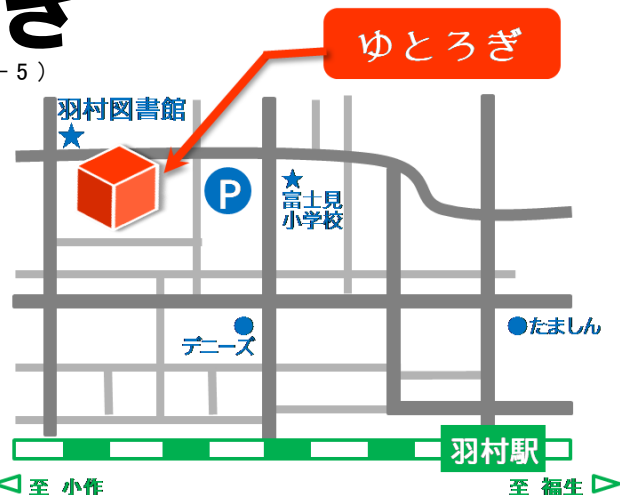 ぎ
-5)
ゆとろぎ
羽村図書館
P
富士見
小学校
デニーズ
たましん
羽村駅
至 小作
至 福生